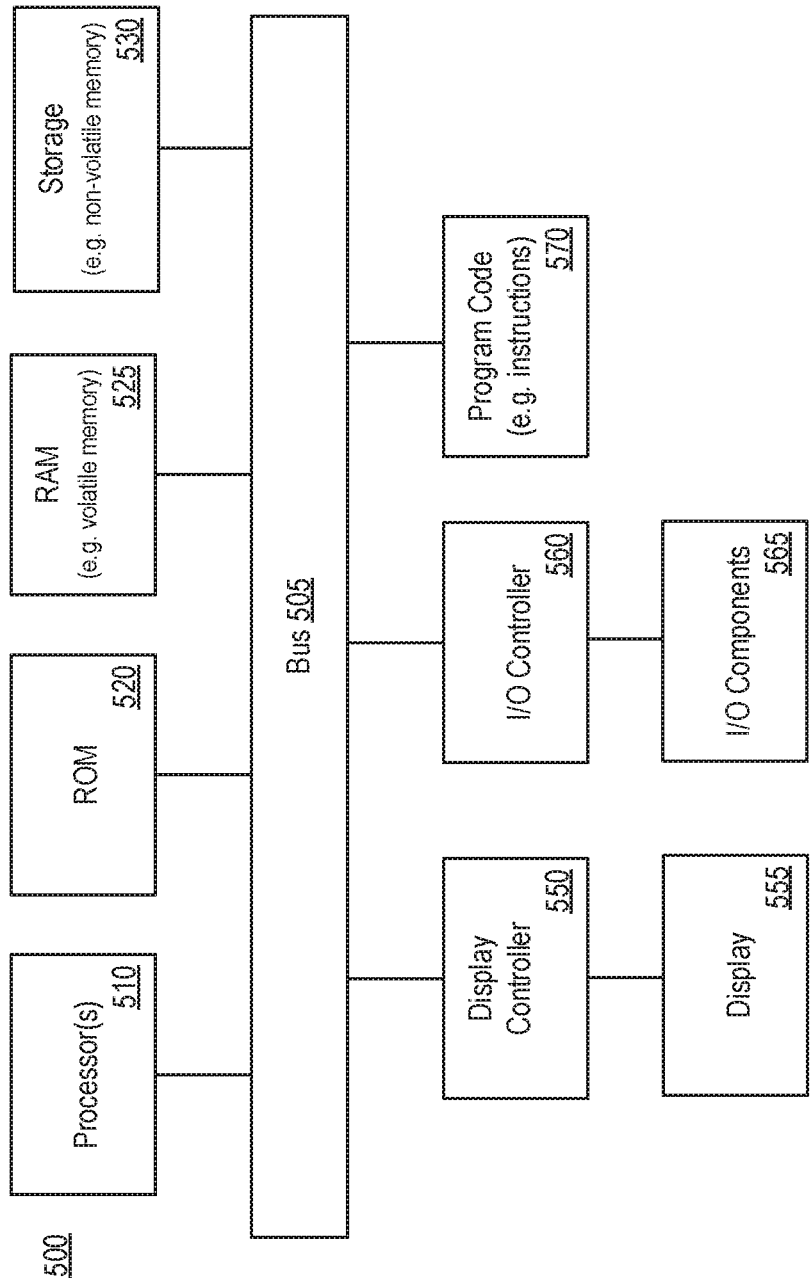 500
Processor(s)
510
ROM
520
RAM
(e.g. volatile memory)
525
Storage
(e.g. non-volatile memory)
530
Bus 505
Display
Controller
550
I/O Controller
560
Program Code
(e.g. instructions)
570
Display
555
I/O Components
565